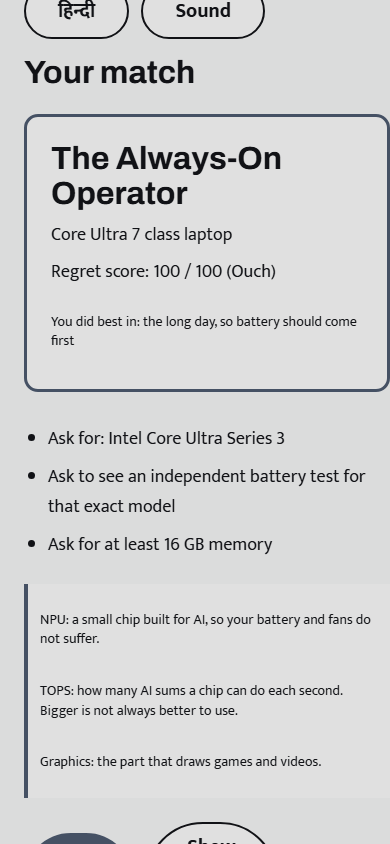 हिन्दी
Sound
Your match
The Always-On
Operator
Core Ultra 7 class laptop
Regret score: 100 / 100 (Ouch)
You did best in: the long day, so battery should come
first
Ask for: Intel Core Ultra Series 3
Ask to see an independent battery test for
that exact model
Ask for at least 16 GB memory
NPU: a small chip built for AI, so your battery and fans do
not suffer.
TOPS: how many AI sums a chip can do each second.
Bigger is not always better to use.
Graphics: the part that draws games and videos.
Show